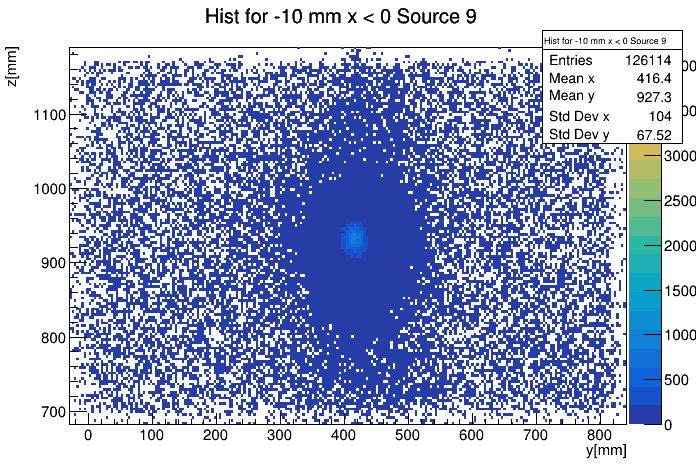 Hist for -10 mm x < 0 Source 9
Hist for -10 mm x < 0 Source 9
Entries 126114
Mean x 416.4
Mean y 927.3
Std Dev x 104
Std Dev y 67.52
z[mm]
1100
1000
900
800
700
0 100 200 300 400 500 600 700 800
y[mm]
3000
2500
2000
1500
1000
500
0